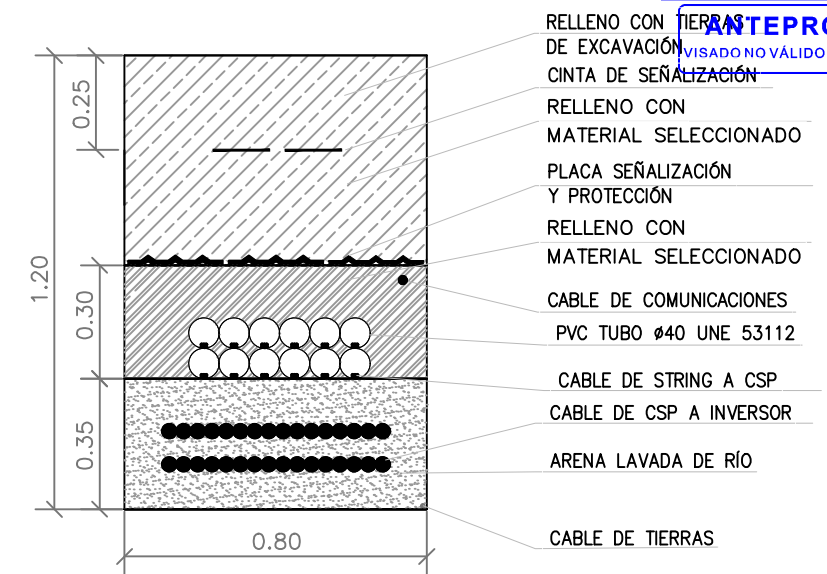 RELLENO CON TIERRAS
DE EXCAVACIÓN
ANTEPRO
VISADO NO VÁLIDO
CINTA DE SEÑALIZACIÓN
RELLENO CON
MATERIAL SELECCIONADO
PLACA SEÑALIZACIÓN
Y PROTECCIÓN
RELLENO CON
MATERIAL SELECCIONADO
CABLE DE COMUNICACIONES
PVC TUBO ø40 UNE 53112
CABLE DE STRING A CSP
CABLE DE CSP A INVERSOR
ARENA LAVADA DE RÍO
CABLE DE TIERRAS
0.25
1.20
0.30
0.35
0.80